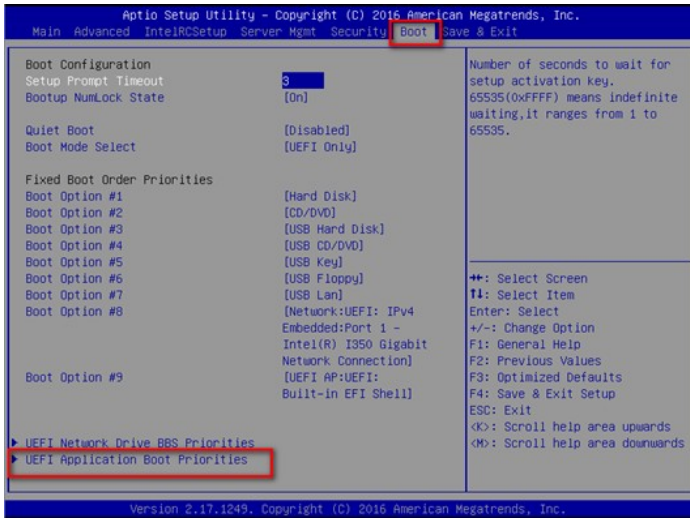 Aptio Setup Utility – Copyright (C) 2016 American Megatrends, Inc.
Main Advanced IntelRCSetup Server Mgmt Security Boot Save & Exit
Boot Configuration
Setup Prompt Timeout 3
Bootup NumLock State [On]
Quiet Boot [Disabled]
Boot Mode Select [UEFI Only]
Fixed Boot Order Priorities
Boot Option #1 [Hard Disk]
Boot Option #2 [CD/DVD]
Boot Option #3 [USB Hard Disk]
Boot Option #4 [USB CD/DVD]
Boot Option #5 [USB Key]
Boot Option #6 [USB Floppy]
Boot Option #7 [USB Lan]
Boot Option #8 [Network:UEFI: IPv4
Embedded:Port 1 –
Intel(R) I350 Gigabit
Network Connection]
Boot Option #9 [UEFI AP:UEFI:
Built-in EFI Shell]
UEFI Network Drive BBS Priorities
UEFI Application Boot Priorities
Number of seconds to wait for
setup activation key.
65535(0xFFFF) means indefinite
waiting,it ranges from 1 to
65535.
→←: Select Screen
↑↓: Select Item
Enter: Select
+/-: Change Option
F1: General Help
F2: Previous Values
F3: Optimized Defaults
F4: Save & Exit Setup
ESC: Exit
<K>: Scroll help area upwards
<M>: Scroll help area downwards
Version 2.17.1249. Copyright (C) 2016 American Megatrends, Inc.